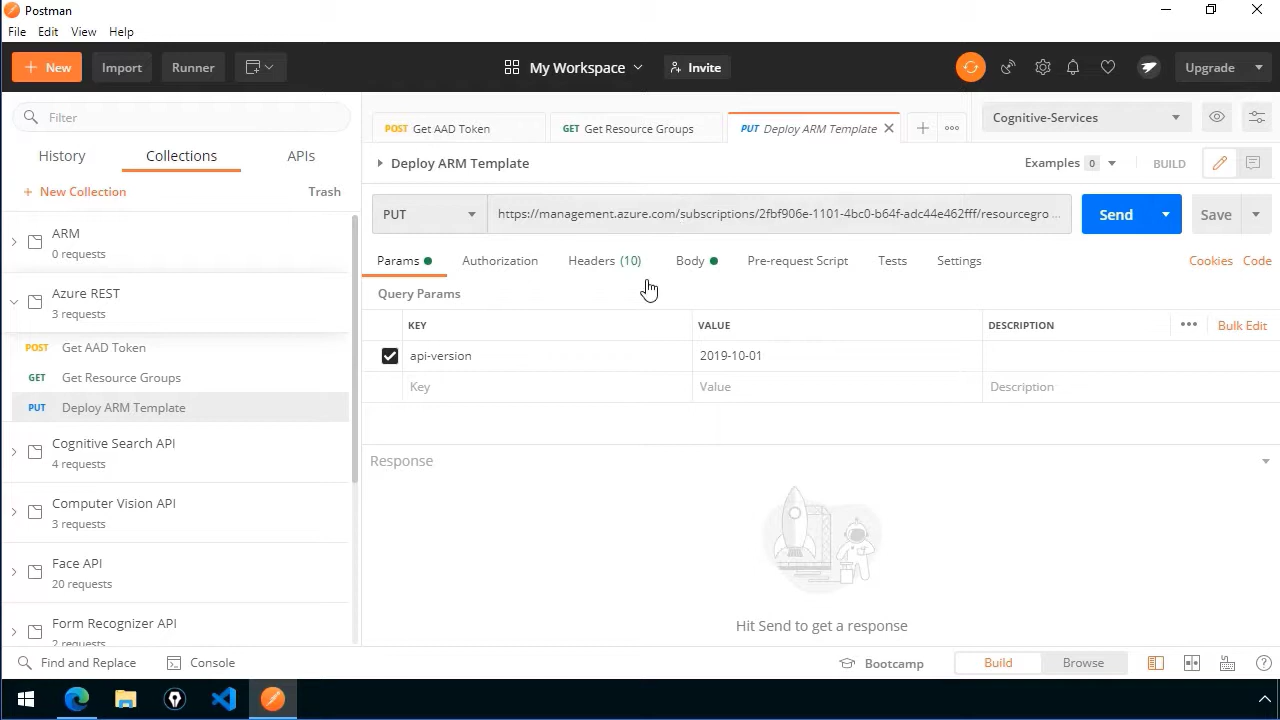 Postman
File Edit View Help
New Import Runner My Workspace Invite Upgrade
Filter
History Collections APIs
New Collection Trash
ARM
0 requests
Azure REST
3 requests
POST Get AAD Token
GET Get Resource Groups
PUT Deploy ARM Template
Cognitive Search API
4 requests
Computer Vision API
3 requests
Face API
20 requests
Form Recognizer API
2 requests
POST Get AAD Token GET Get Resource Groups PUT Deploy ARM Template Cognitive-Services
Deploy ARM Template Examples 0 BUILD
PUT https://management.azure.com/subscriptions/2fbf906e-1101-4bc0-b64f-adc44e462fff/resourcegro ... Send Save
Params Authorization Headers (10) Body Pre-request Script Tests Settings Cookies Code
Query Params
KEY VALUE DESCRIPTION ••• Bulk Edit
api-version 2019-10-01
Key Value Description
Response
Hit Send to get a response
Find and Replace Console Bootcamp Build Browse